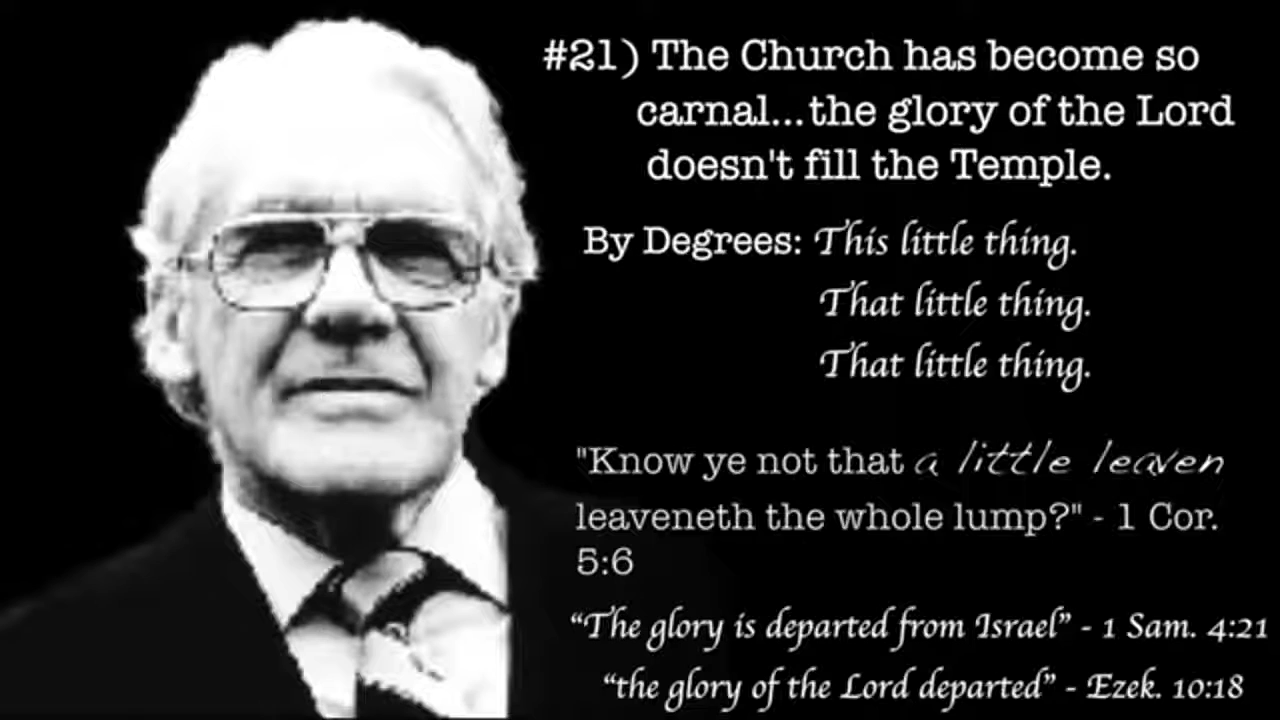 #21) The Church has become so
carnal...the glory of the Lord
doesn't fill the Temple.
By Degrees: This little thing.
That little thing.
That little thing.
"Know ye not that a little leaven
leaveneth the whole lump?" - 1 Cor.
5:6
“The glory is departed from Israel” - 1 Sam. 4:21
“the glory of the Lord departed” - Ezek. 10:18